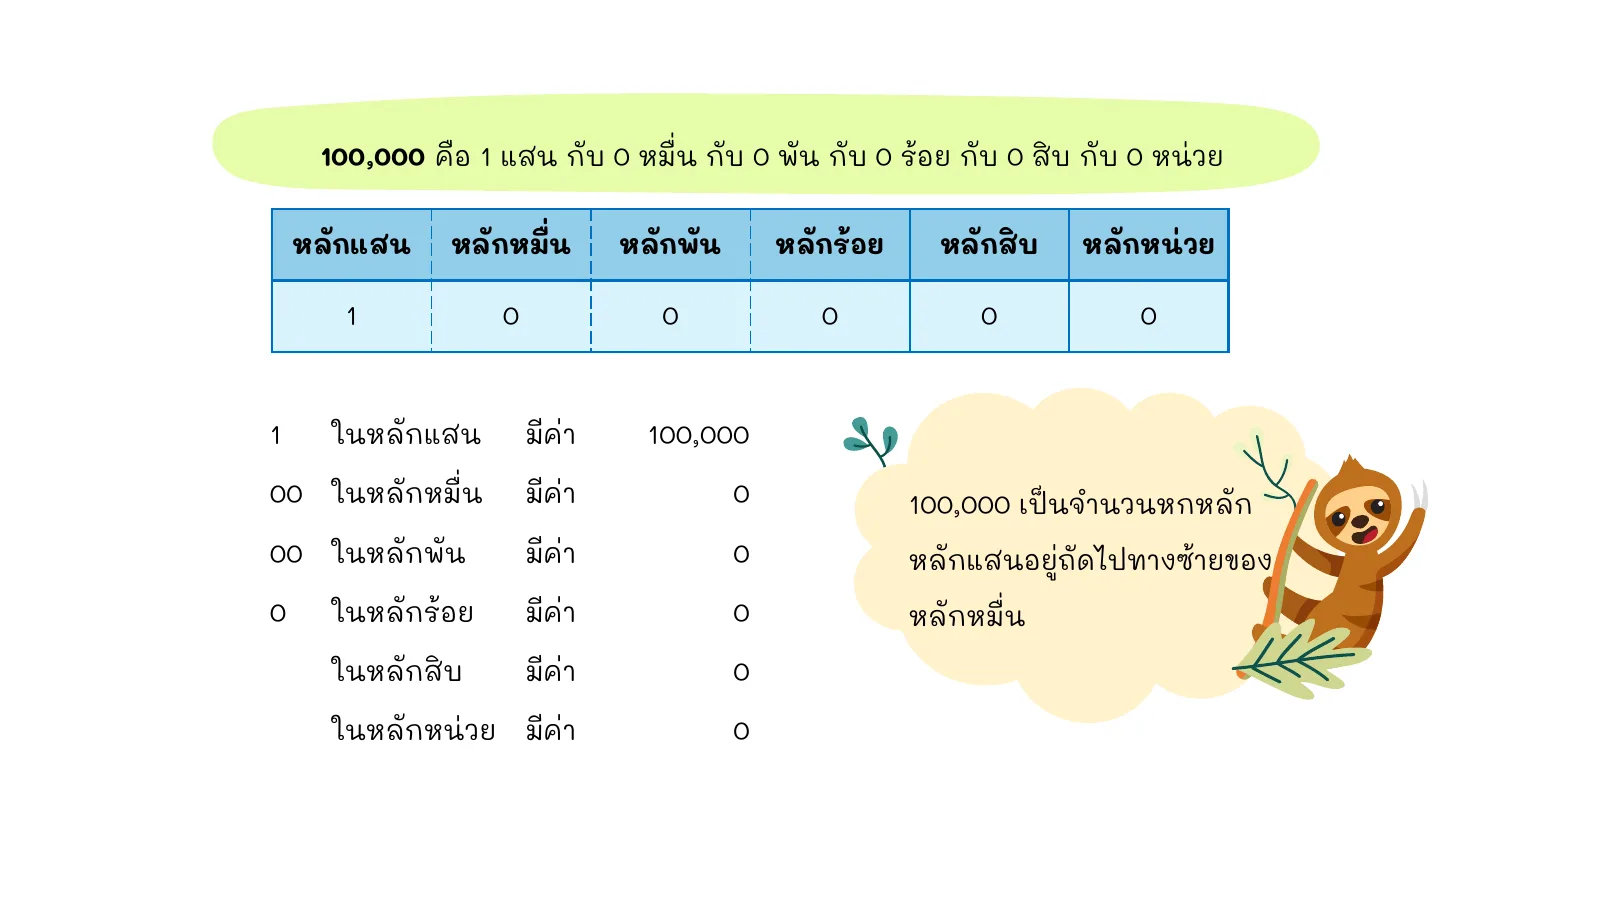 100,000 คือ 1 แสน กับ 0 หมื่น กับ 0 พัน กับ 0 ร้อย กับ 0 สิบ กับ 0 หน่วย
หลักแสน หลักหมื่น หลักพัน หลักร้อย หลักสิบ หลักหน่วย
1 0 0 0 0 0
1 ในหลักแสน มีค่า 100,000
00 ในหลักหมื่น มีค่า 0
00 ในหลักพัน มีค่า 0
0 ในหลักร้อย มีค่า 0
ในหลักสิบ มีค่า 0
ในหลักหน่วย มีค่า 0
100,000 เป็นจำนวนหกหลัก
หลักแสนอยู่ถัดไปทางซ้ายของ
หลักหมื่น